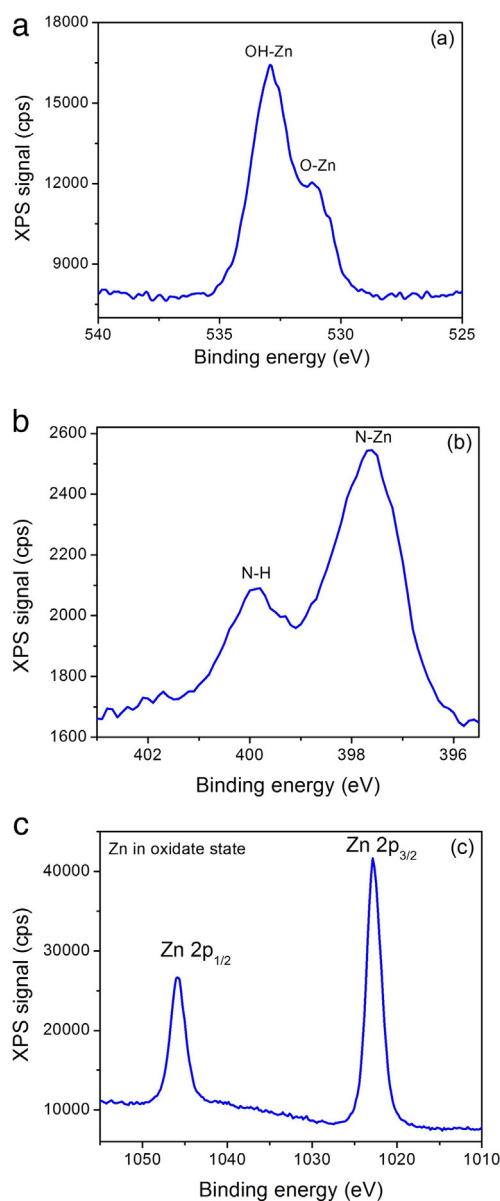 a
(a)
18000
15000
12000
9000
XPS signal (cps)
OH-Zn
O-Zn
540
535
530
525
Binding energy (eV)
b
(b)
2600
2400
2200
2000
1800
1600
XPS signal (cps)
N-Zn
N-H
402
400
398
396
Binding energy (eV)
c
(c)
Zn in oxidate state
Zn 2p3/2
Zn 2p1/2
40000
30000
20000
10000
XPS signal (cps)
1050
1040
1030
1020
1010
Binding energy (eV)